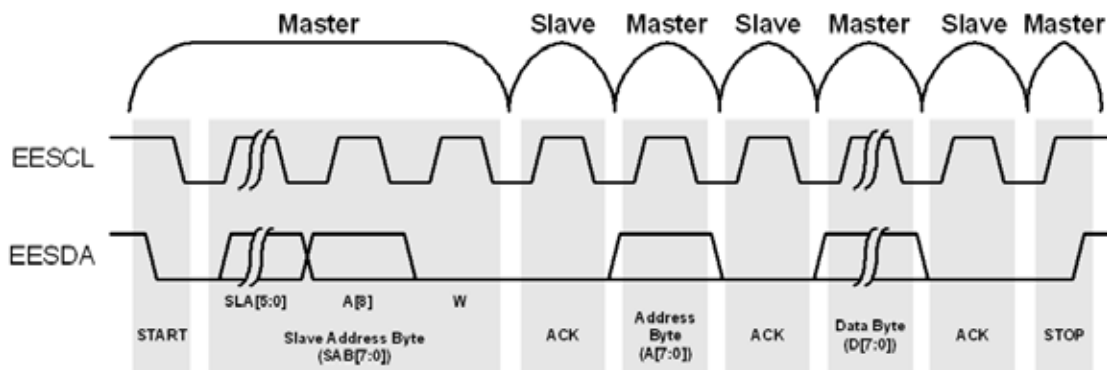 Master Slave Master Slave Master Slave Master
EESCL
EESDA
SLA[5:0] A[8] W
START Slave Address Byte (SAB[7:0]) ACK Address Byte (A[7:0]) ACK Data Byte (D[7:0]) ACK STOP